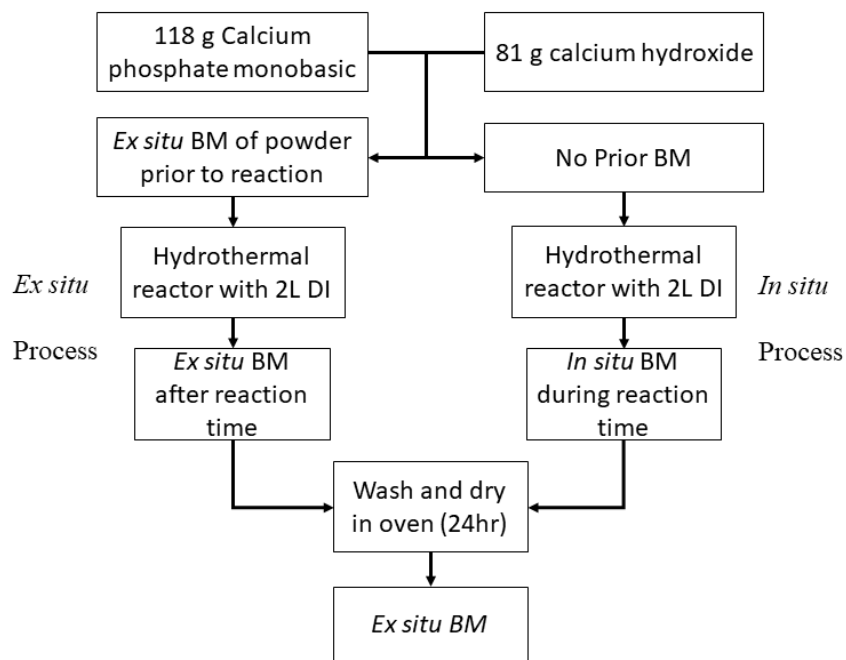 118 g Calcium
phosphate monobasic
81 g calcium hydroxide
Ex situ BM of powder
prior to reaction
No Prior BM
Hydrothermal
reactor with 2L DI
Hydrothermal
reactor with 2L DI
Ex situ
Process
In situ
Process
Ex situ BM
after reaction
time
In situ BM
during reaction
time
Wash and dry
in oven (24hr)
Ex situ BM